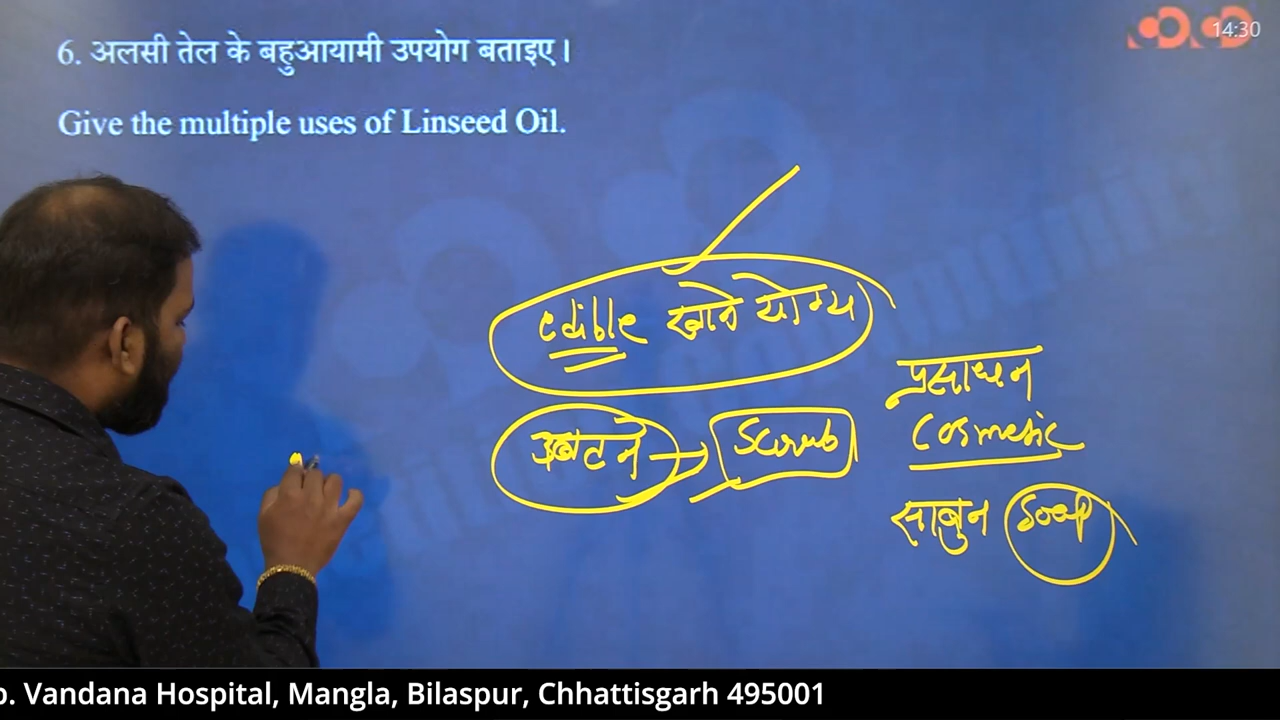 14:30
6. अलसी तेल के बहुआयामी उपयोग बताइए।
Give the multiple uses of Linseed Oil.
edible खाने योग्य
प्रसाधन
उबटन Scrub
Cosmetic
साबुन Soap
Vandana Hospital, Mangla, Bilaspur, Chhattisgarh 495001